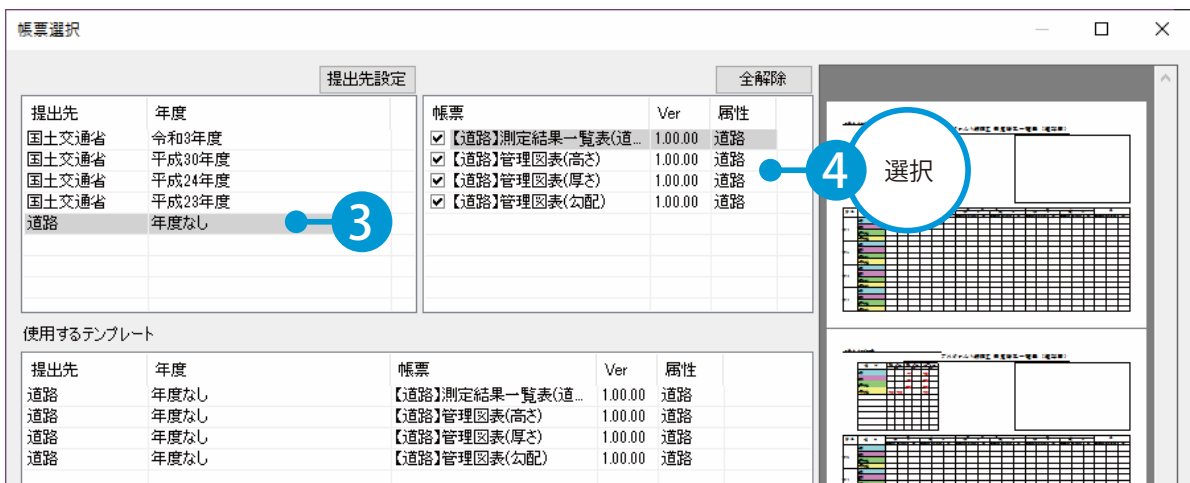 帳票選択
提出先設定 全解除
提出先 年度
国土交通省 令和3年度
国土交通省 平成30年度
国土交通省 平成24年度
国土交通省 平成23年度
道路 年度なし
3
帳票 Ver 属性
【道路】測定結果一覧表(道... 1.00.00 道路
【道路】管理図表(高さ) 1.00.00 道路
【道路】管理図表(厚さ) 1.00.00 道路
【道路】管理図表(勾配) 1.00.00 道路
4 選択
使用するテンプレート
提出先 年度 帳票 Ver 属性
道路 年度なし 【道路】測定結果一覧表(道... 1.00.00 道路
道路 年度なし 【道路】管理図表(高さ) 1.00.00 道路
道路 年度なし 【道路】管理図表(厚さ) 1.00.00 道路
道路 年度なし 【道路】管理図表(勾配) 1.00.00 道路